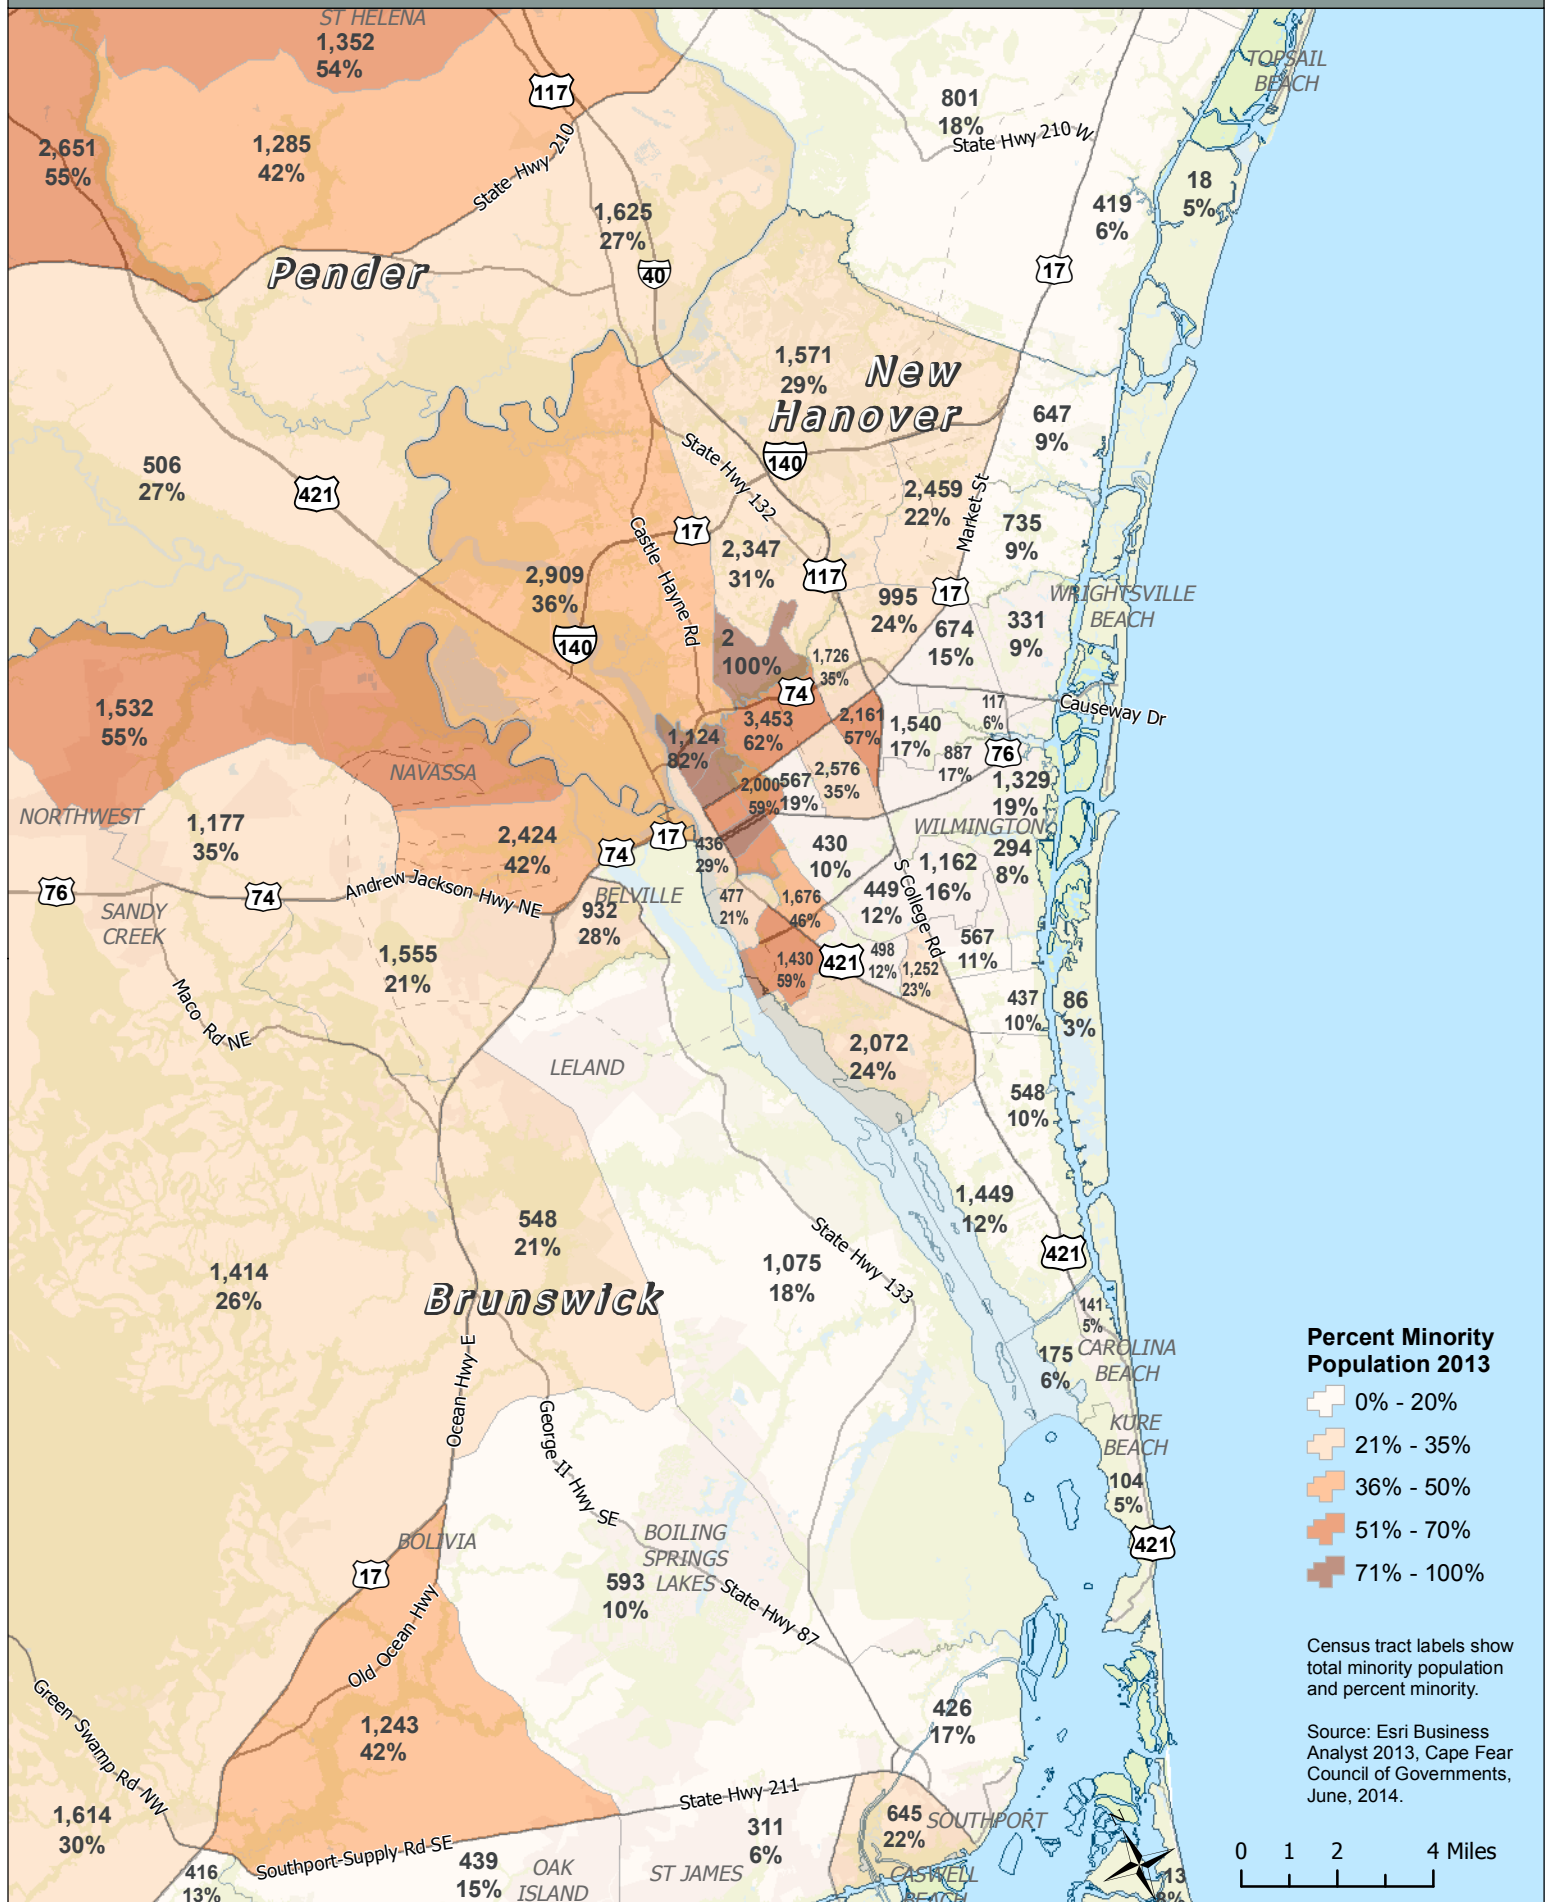 ST HELENA
1,352
54%
117
TOPSAIL
BEACH
801
18%
State Hwy 210 W
2,651
55%
1,285
42%
State Hwy 210
18
5%
419
6%
1,625
27%
40
17
Pender
1,571
29%
New
Hanover
647
9%
140
State Hwy 132
506
27%
421
2,459
22%
Market St
735
9%
17
Castle Hayne Rd
2,347
31%
117
2,909
36%
995
24%
17
WRIGHTSVILLE
BEACH
140
2
100%
674
15%
331
9%
1,726
35%
74
1,532
55%
117
6%
Causeway Dr
3,453
62%
2,161
57%
1,540
17%
1,124
82%
887
17%
76
NAVASSA
2,000
59%
567
19%
2,576
35%
1,329
19%
NORTHWEST
1,177
35%
2,424
42%
74
17
436
29%
430
10%
WILMINGTON
294
8%
1,162
16%
S College Rd
76
74
Andrew Jackson Hwy NE
BELVILLE
932
28%
477
21%
1,676
46%
449
12%
SANDY
CREEK
1,555
21%
1,430
59%
421
498
12%
1,252
23%
567
11%
Maco Rd NE
437
10%
86
3%
2,072
24%
LELAND
548
10%
1,449
12%
548
21%
State Hwy 133
421
1,414
26%
Brunswick
1,075
18%
141
5%
175
6%
CAROLINA
BEACH
Ocean Hwy E
George II Hwy SE
KURE
BEACH
104
5%
421
BOLIVIA
17
BOILING
SPRINGS
LAKES
593
10%
State Hwy 87
Old Ocean Hwy
Green Swamp Rd NW
1,243
42%
426
17%
State Hwy 211
1,614
30%
Southport-Supply Rd SE
416
13%
439
15%
OAK
ISLAND
311
6%
ST JAMES
645
22%
SOUTHPORT
CASWELL
BEACH
13
8%
Percent Minority
Population 2013
0% - 20%
21% - 35%
36% - 50%
51% - 70%
71% - 100%
Census tract labels show
total minority population
and percent minority.
Source: Esri Business
Analyst 2013, Cape Fear
Council of Governments,
June, 2014.
0 1 2 4 Miles